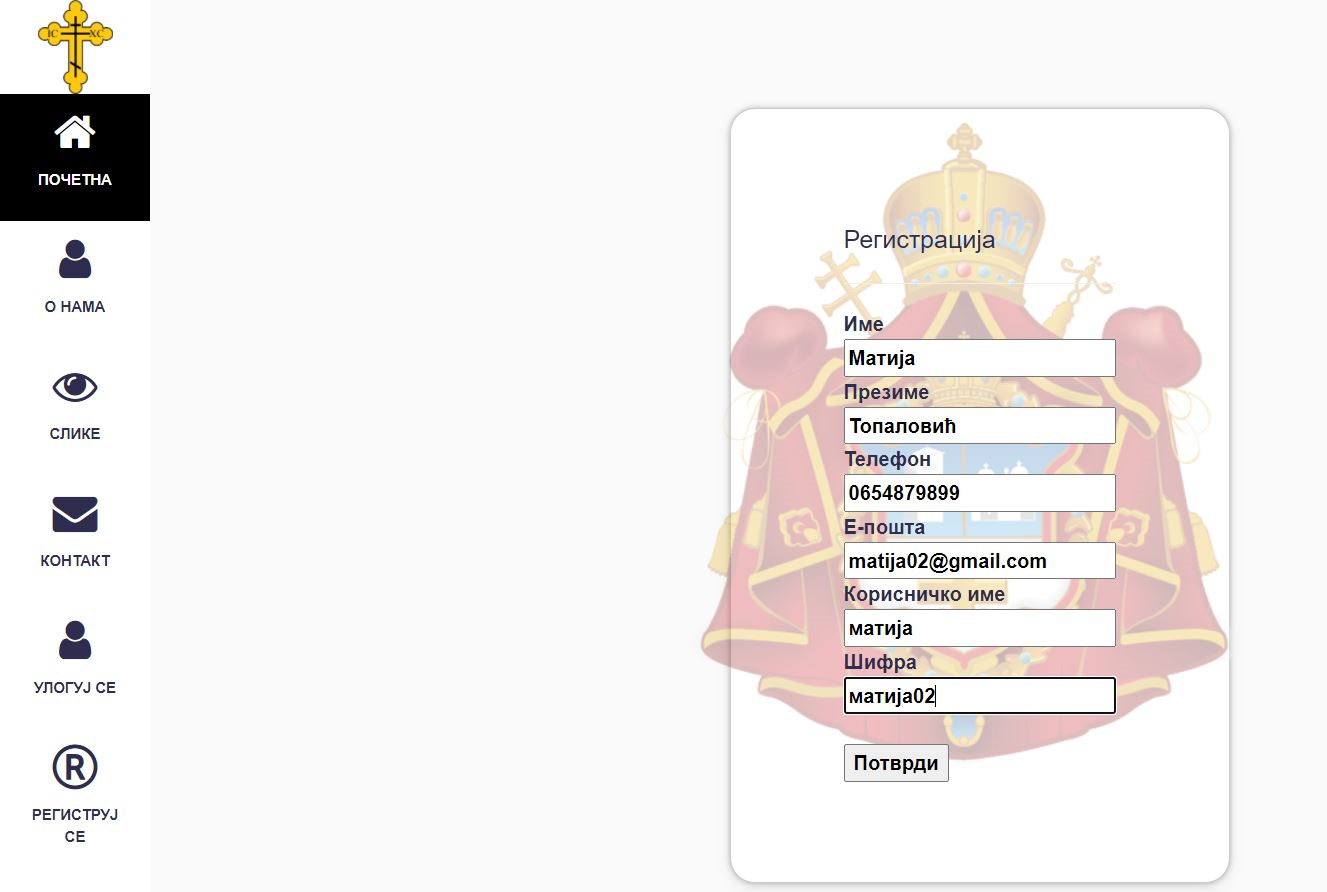 IC XC
ПОЧЕТНА
О НАМА
СЛИКЕ
КОНТАКТ
УЛОГУЈ СЕ
R
РЕГИСТРУЈ
СЕ
Регистрација
Име
Матија
Презиме
Топаловић
Телефон
0654879899
Е-пошта
matija02@gmail.com
Корисничко име
матија
Шифра
матија02
Потврди